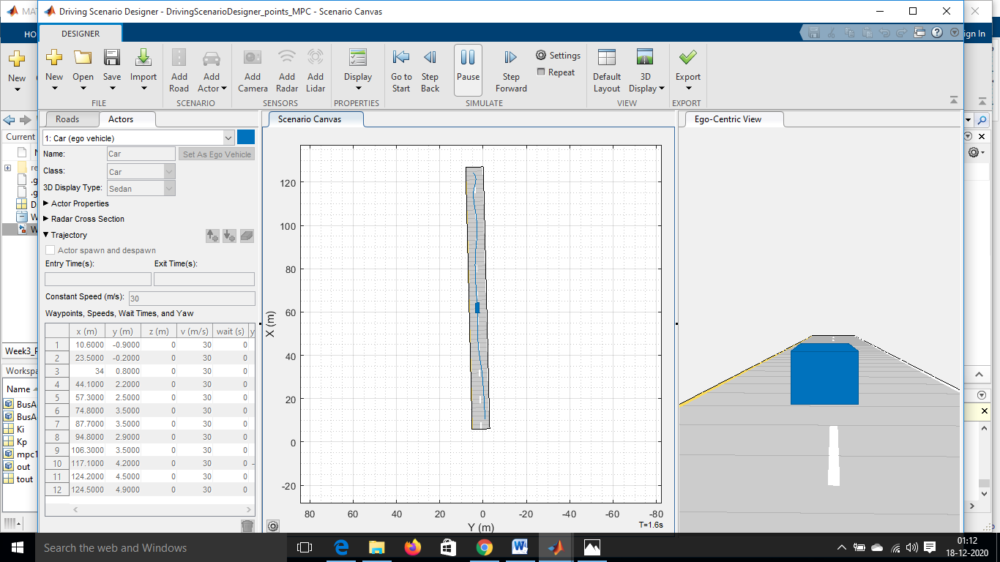 MAT
Driving Scenario Designer - DrivingScenarioDesigner_points_MPC - Scenario Canvas
HO
DESIGNER
ign In
New
New Open Save Import
Add Road
Add Actor
Add Camera
Add Radar
Add Lidar
Display
Go to Start
Step Back
Pause
Step Forward
Settings
Repeat
Default Layout
3D Display
Export
FILE SCENARIO SENSORS PROPERTIES SIMULATE VIEW EXPORT
Roads Actors
Scenario Canvas
Ego-Centric View
Current
1: Car (ego vehicle)
Name: Car Set As Ego Vehicle
Class: Car
3D Display Type: Sedan
Actor Properties
Radar Cross Section
Trajectory
Actor spawn and despawn
Entry Time(s): Exit Time(s):
Constant Speed (m/s): 30
Waypoints, Speeds, Wait Times, and Yaw
x (m) y (m) z (m) v (m/s) wait (s) y
1 10.6000 -0.9000 0 30 0
2 23.5000 -0.2000 0 30 0
3 34 0.8000 0 30 0
4 44.1000 2.2000 0 30 0
5 57.3000 2.5000 0 30 0
6 74.8000 3.5000 0 30 0
7 87.7000 3.5000 0 30 0
8 94.8000 2.9000 0 30 0
9 106.3000 3.5000 0 30 0
10 117.1000 4.2000 0 30 0 -
11 124.2000 4.5000 0 30 0
12 124.5000 4.9000 0 30 0
N
re
.g
.g
D
W
W
Week3_P
Workspa
Name
BusA
BusA
Ki
Kp
mpc1
out
tout
120
100
80
60
40
20
0
-20
X (m)
80 60 40 20 0 -20 -40 -60 -80
Y (m)
T=1.6s
Search the web and Windows
01:12
18-12-2020